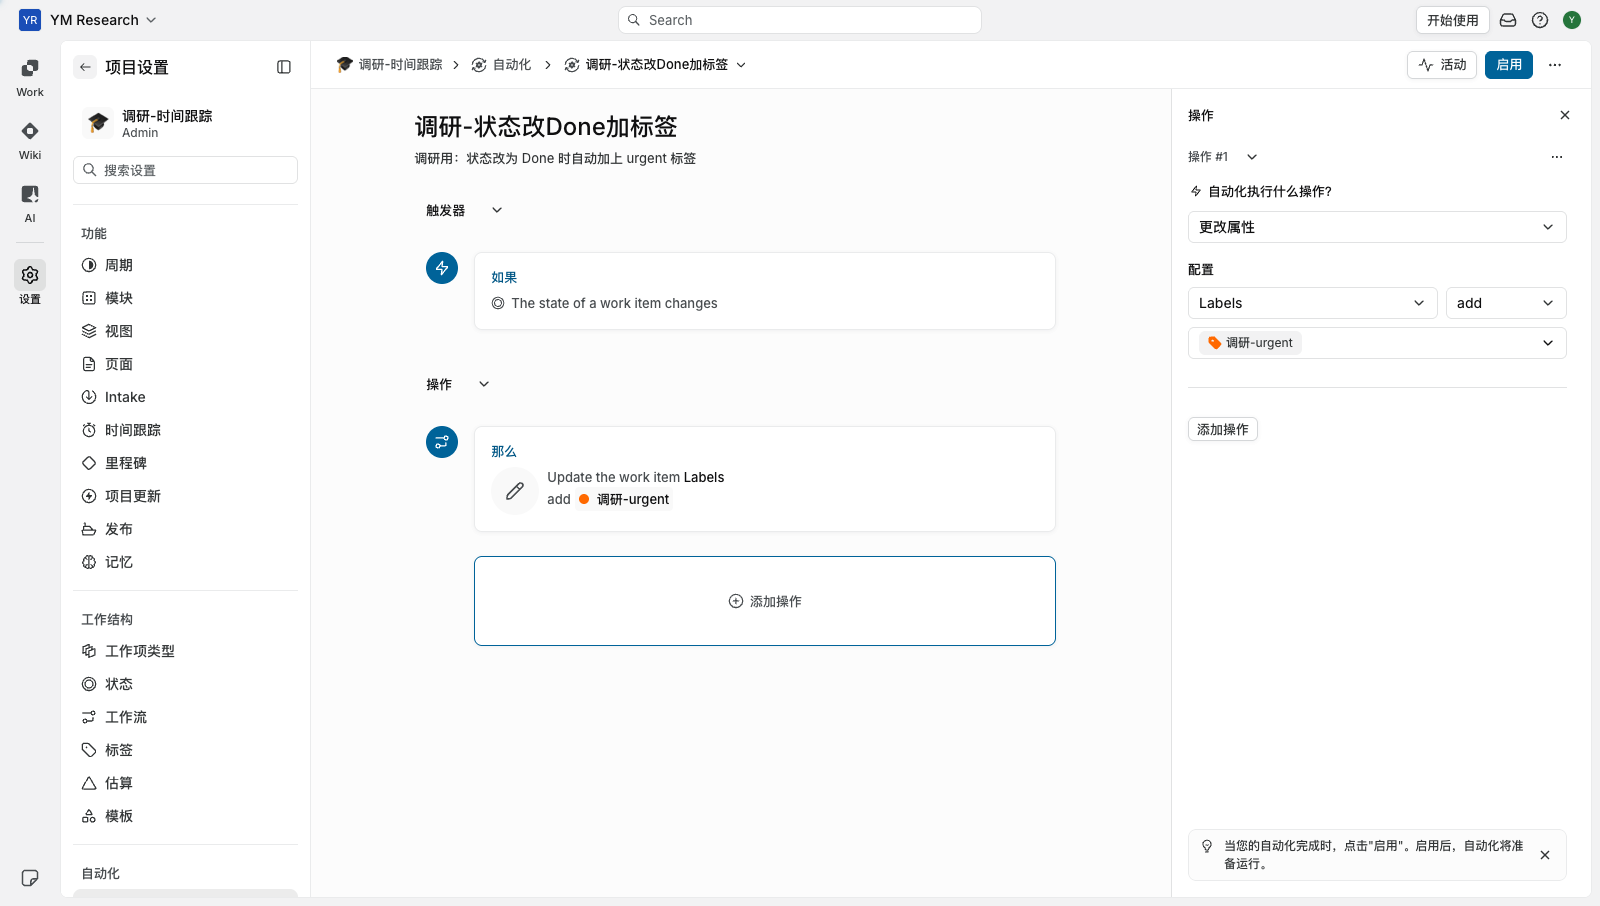 YR YM Research
Search
开始使用
Y
Work
Wiki
AI
设置
项目设置
调研-时间跟踪
Admin
搜索设置
功能
周期
模块
视图
页面
Intake
时间跟踪
里程碑
项目更新
发布
记忆
工作结构
工作项类型
状态
工作流
标签
估算
模板
自动化
调研-时间跟踪
自动化
调研-状态改Done加标签
活动
启用
调研-状态改Done加标签
调研用：状态改为 Done 时自动加上 urgent 标签
触发器
如果
The state of a work item changes
操作
那么
Update the work item Labels
add 调研-urgent
添加操作
操作
操作 #1
自动化执行什么操作?
更改属性
配置
Labels
add
调研-urgent
添加操作
当您的自动化完成时，点击"启用"。启用后，自动化将准
备运行。